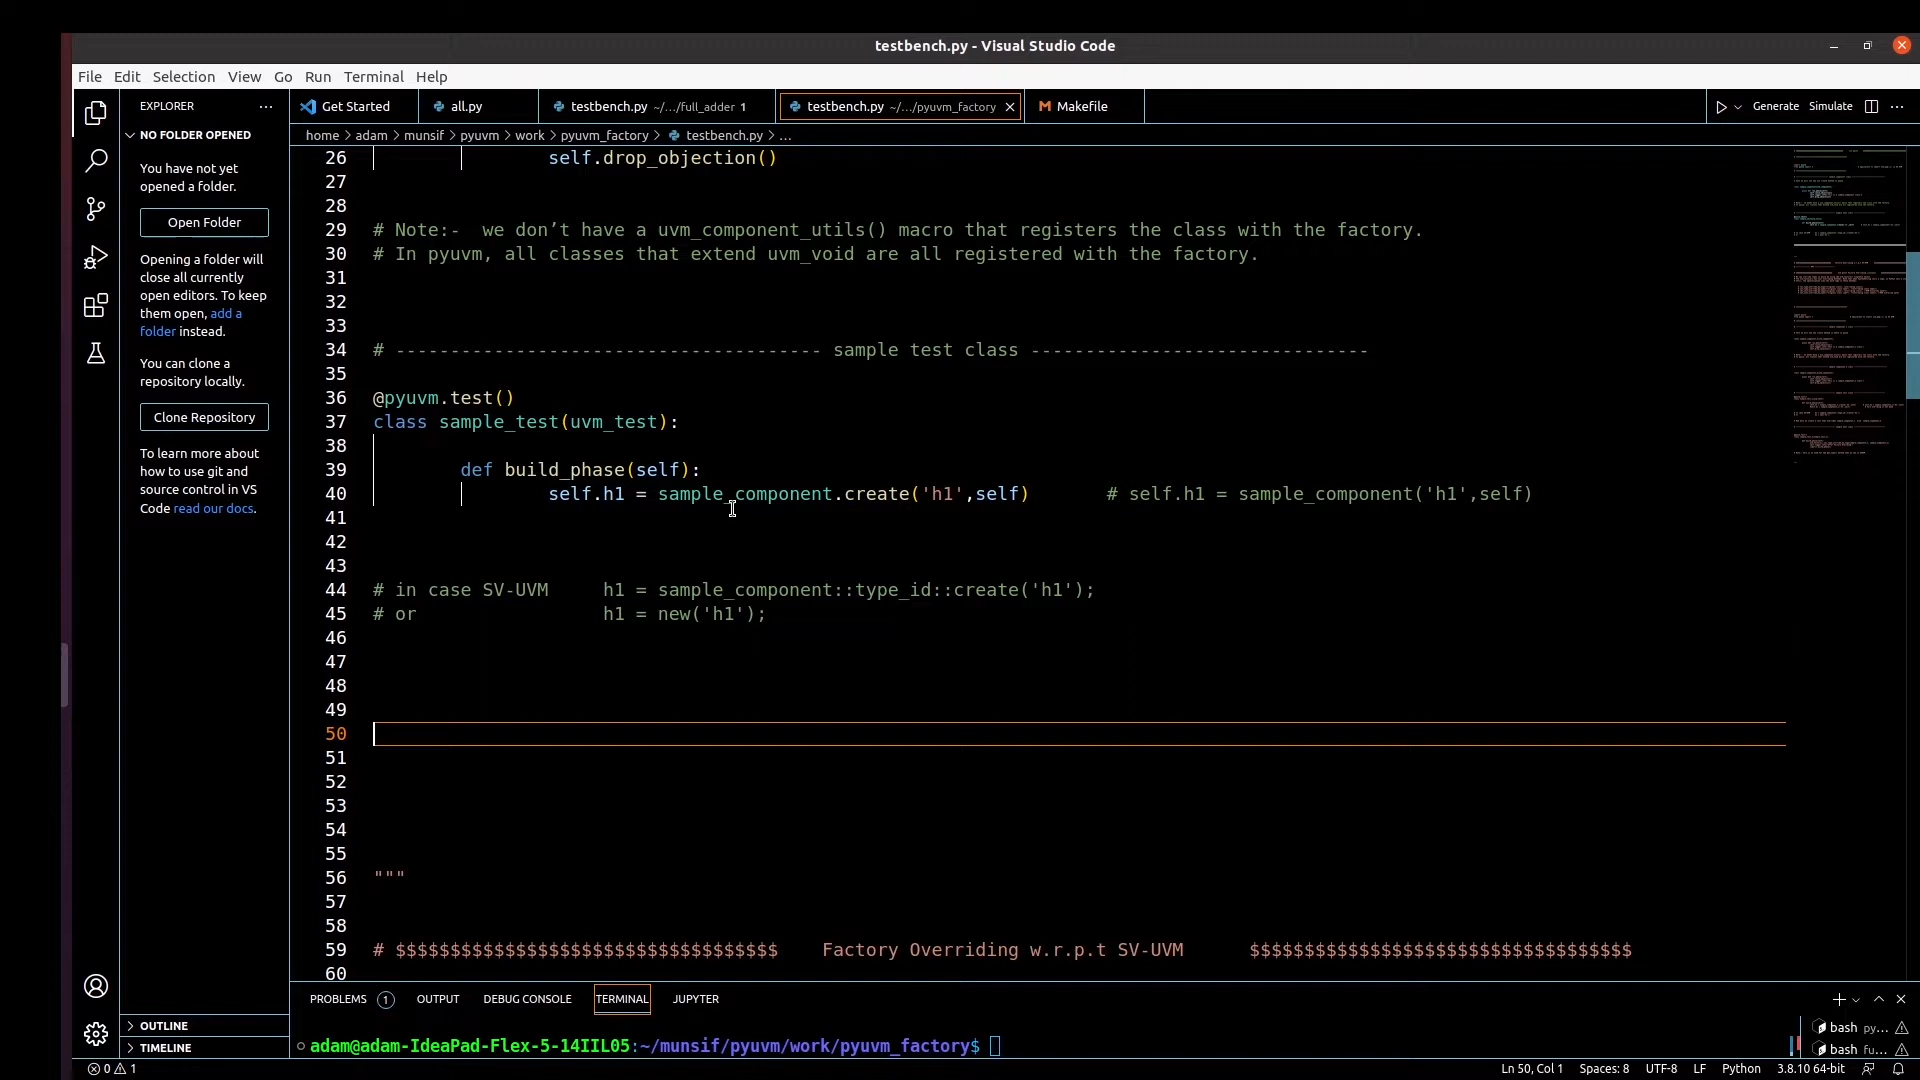 testbench.py - Visual Studio Code
File Edit Selection View Go Run Terminal Help
EXPLORER
NO FOLDER OPENED
You have not yet
opened a folder.
Open Folder
Opening a folder will
close all currently
open editors. To keep
them open, add a
folder instead.
You can clone a
repository locally.
Clone Repository
To learn more about
how to use git and
source control in VS
Code read our docs.
OUTLINE
TIMELINE
Get Started all.py testbench.py ~/.../full_adder 1 testbench.py ~/.../pyuvm_factory Makefile Generate Simulate
home > adam > munsif > pyuvm > work > pyuvm_factory > testbench.py > ...
26 self.drop_objection()
27
28
29 # Note:- we don’t have a uvm_component_utils() macro that registers the class with the factory.
30 # In pyuvm, all classes that extend uvm_void are all registered with the factory.
31
32
33
34 # --------------------------------------- sample test class -------------------------------
35
36 @pyuvm.test()
37 class sample_test(uvm_test):
38
39 def build_phase(self):
40 self.h1 = sample_component.create('h1',self) # self.h1 = sample_component('h1',self)
41
42
43
44 # in case SV-UVM h1 = sample_component::type_id::create('h1');
45 # or h1 = new('h1');
46
47
48
49
50
51
52
53
54
55
56 """
57
58
59 # $$$$$$$$$$$$$$$$$$$$$$$$$$$$$$$$$$$ Factory Overriding w.r.p.t SV-UVM $$$$$$$$$$$$$$$$$$$$$$$$$$$$$$$$$$$
60
PROBLEMS 1 OUTPUT DEBUG CONSOLE TERMINAL JUPYTER
adam@adam-IdeaPad-Flex-5-14IIL05:~/munsif/pyuvm/work/pyuvm_factory$
bash py...
bash fu...
0 1 Ln 50, Col 1 Spaces: 8 UTF-8 LF Python 3.8.10 64-bit